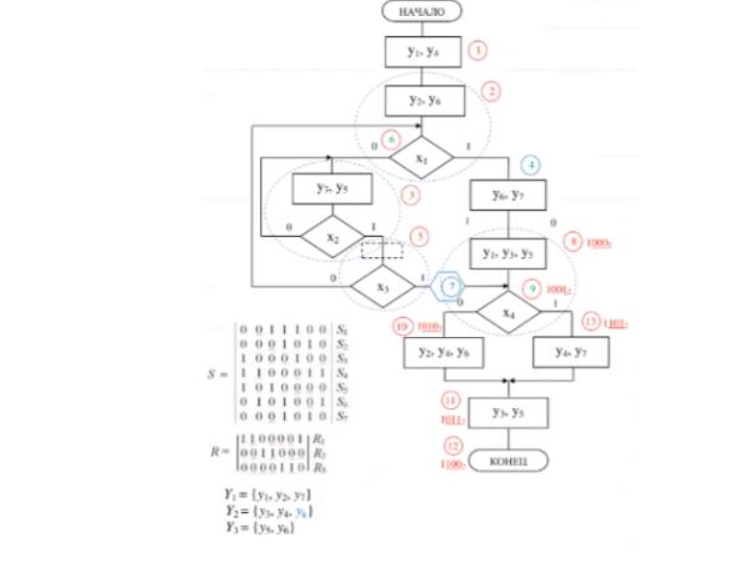 НАЧАЛО
y₁, y₄ 1
y₂, y₆ 2
0 6 1
x₁
4
y₃, y₅ 3
y₆, y₇
1 0
0 1
x₂ 5
y₁, y₃, y₅ 8 1000₂
0 x₃ 1 7
9 1001₂
0 x₄ 1
10 1010₂ 13 1101₂
y₂, y₄, y₆ y₄, y₇
11
1011₂ y₃, y₅
12
1100₂ КОНЕЦ
0 0 1 1 1 0 0 S₁
0 0 0 1 0 1 0 S₂
1 0 0 0 1 0 0 S₃
S = 1 1 0 0 0 1 1 S₄
1 0 1 0 0 0 0 S₅
0 1 0 1 0 0 1 S₆
0 0 0 1 0 1 0 S₇
1 1 0 0 0 0 1 R₁
R = 0 0 1 1 0 0 0 R₂
0 0 0 0 1 1 0 R₃
Y₁ = {y₁, y₂, y₇}
Y₂ = {y₃, y₄, y₈}
Y₃ = {y₅, y₆}